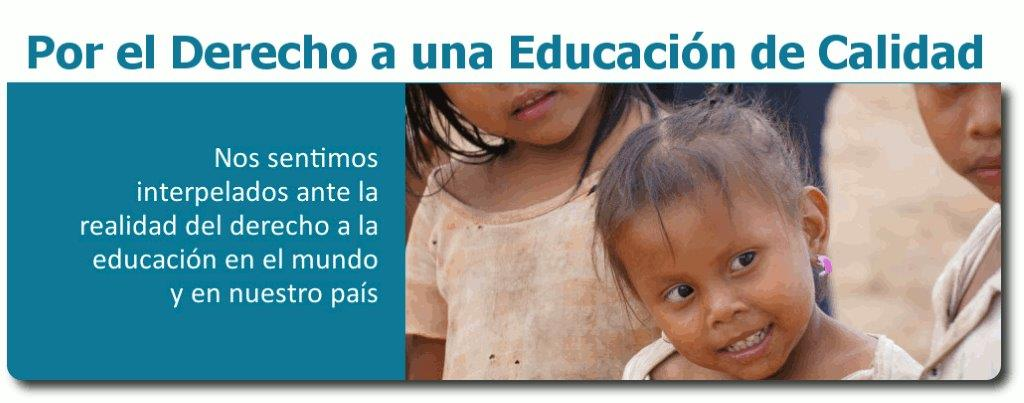 Por el Derecho a una Educación de Calidad
Nos sentimos
interpelados ante la
realidad del derecho a la
educación en el mundo
y en nuestro país